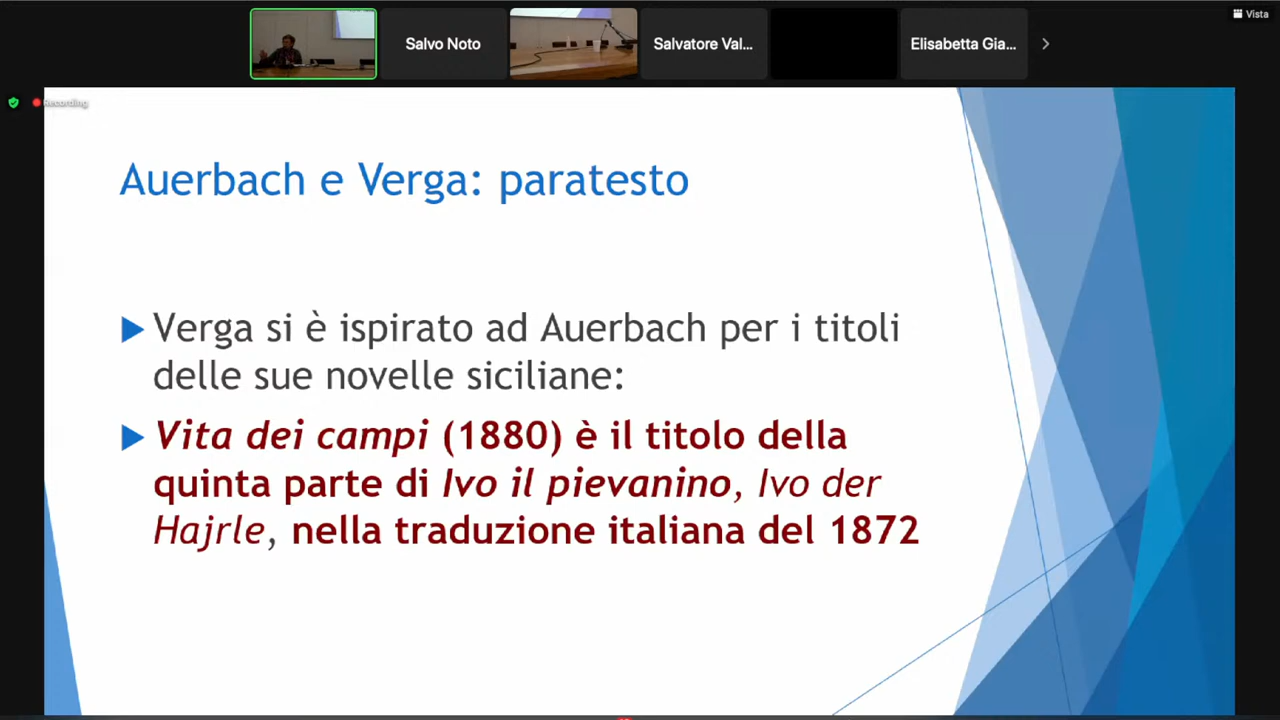 Vista
Salvo Noto
Salvatore Val...
Elisabetta Gia...
Recording
Auerbach e Verga: paratesto
Verga si è ispirato ad Auerbach per i titoli
delle sue novelle siciliane:
Vita dei campi (1880) è il titolo della
quinta parte di Ivo il pievanino, Ivo der
Hajrle, nella traduzione italiana del 1872